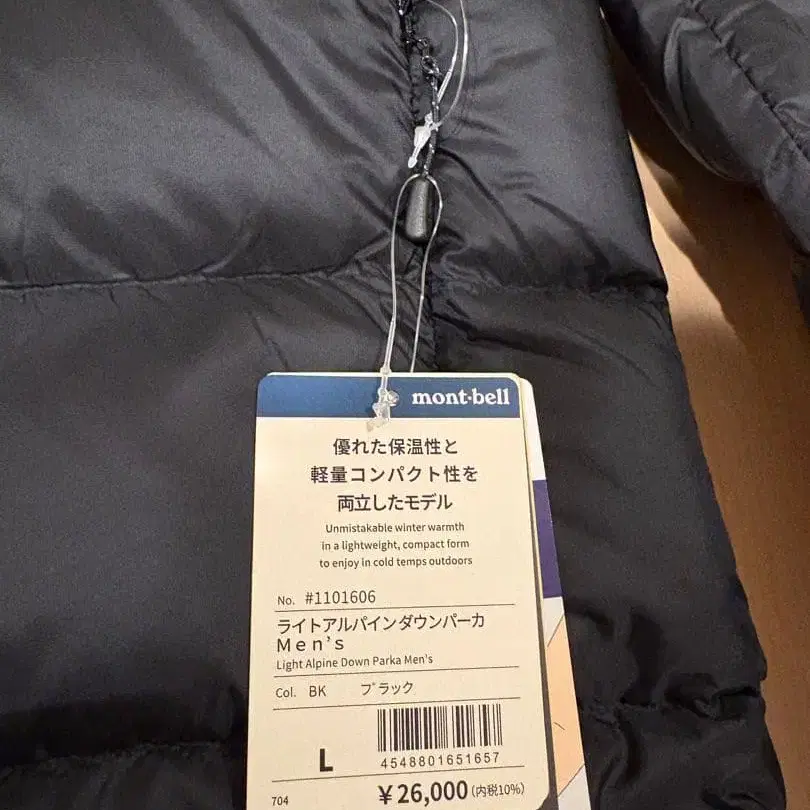 mont-bell
優れた保温性と
軽量コンパクト性を
両立したモデル
Unmistakable winter warmth
in a lightweight, compact form
to enjoy in cold temps outdoors
No. #1101606
ライトアルパインダウンパーカ
Men's
Light Alpine Down Parka Men's
Col. BK ブラック
L
4548801651657
704 ¥26,000(内税10%)